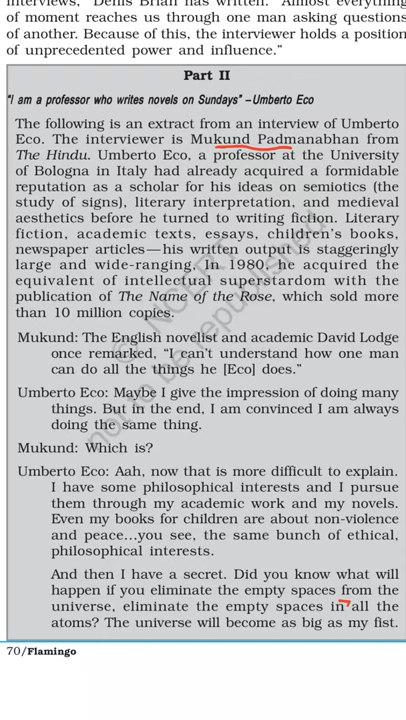 interviews," Denis Brian has written. "Almost everything
of moment reaches us through one man asking questions
of another. Because of this, the interviewer holds a position
of unprecedented power and influence."
Part II
"I am a professor who writes novels on Sundays" – Umberto Eco
The following is an extract from an interview of Umberto
Eco. The interviewer is Mukund Padmanabhan from
The Hindu. Umberto Eco, a professor at the University
of Bologna in Italy had already acquired a formidable
reputation as a scholar for his ideas on semiotics (the
study of signs), literary interpretation, and medieval
aesthetics before he turned to writing fiction. Literary
fiction, academic texts, essays, children's books,
newspaper articles—his written output is staggeringly
large and wide-ranging. In 1980, he acquired the
equivalent of intellectual superstardom with the
publication of The Name of the Rose, which sold more
than 10 million copies.
Mukund: The English novelist and academic David Lodge
once remarked, "I can't understand how one man
can do all the things he [Eco] does."
Umberto Eco: Maybe I give the impression of doing many
things. But in the end, I am convinced I am always
doing the same thing.
Mukund: Which is?
Umberto Eco: Aah, now that is more difficult to explain.
I have some philosophical interests and I pursue
them through my academic work and my novels.
Even my books for children are about non-violence
and peace...you see, the same bunch of ethical,
philosophical interests.
And then I have a secret. Did you know what will
happen if you eliminate the empty spaces from the
universe, eliminate the empty spaces in all the
atoms? The universe will become as big as my fist.
70/Flamingo
© NCERT
not to be republished